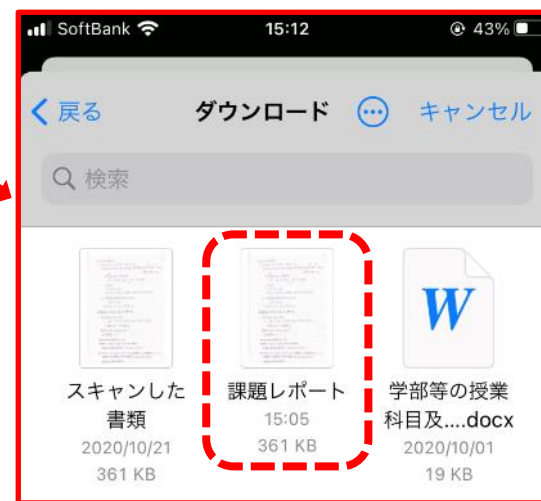 SoftBank 15:12 43%
戻る ダウンロード キャンセル
検索
W
スキャンした 課題レポート 学部等の授業
書類 15:05 科目及....docx
2020/10/21 361 KB 2020/10/01
361 KB 19 KB